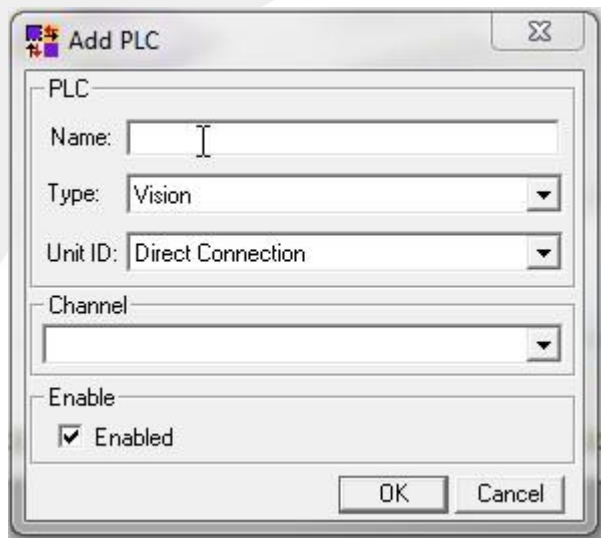 Add PLC
PLC
Name:
Type: Vision
Unit ID: Direct Connection
Channel
Enable
Enabled
OK Cancel